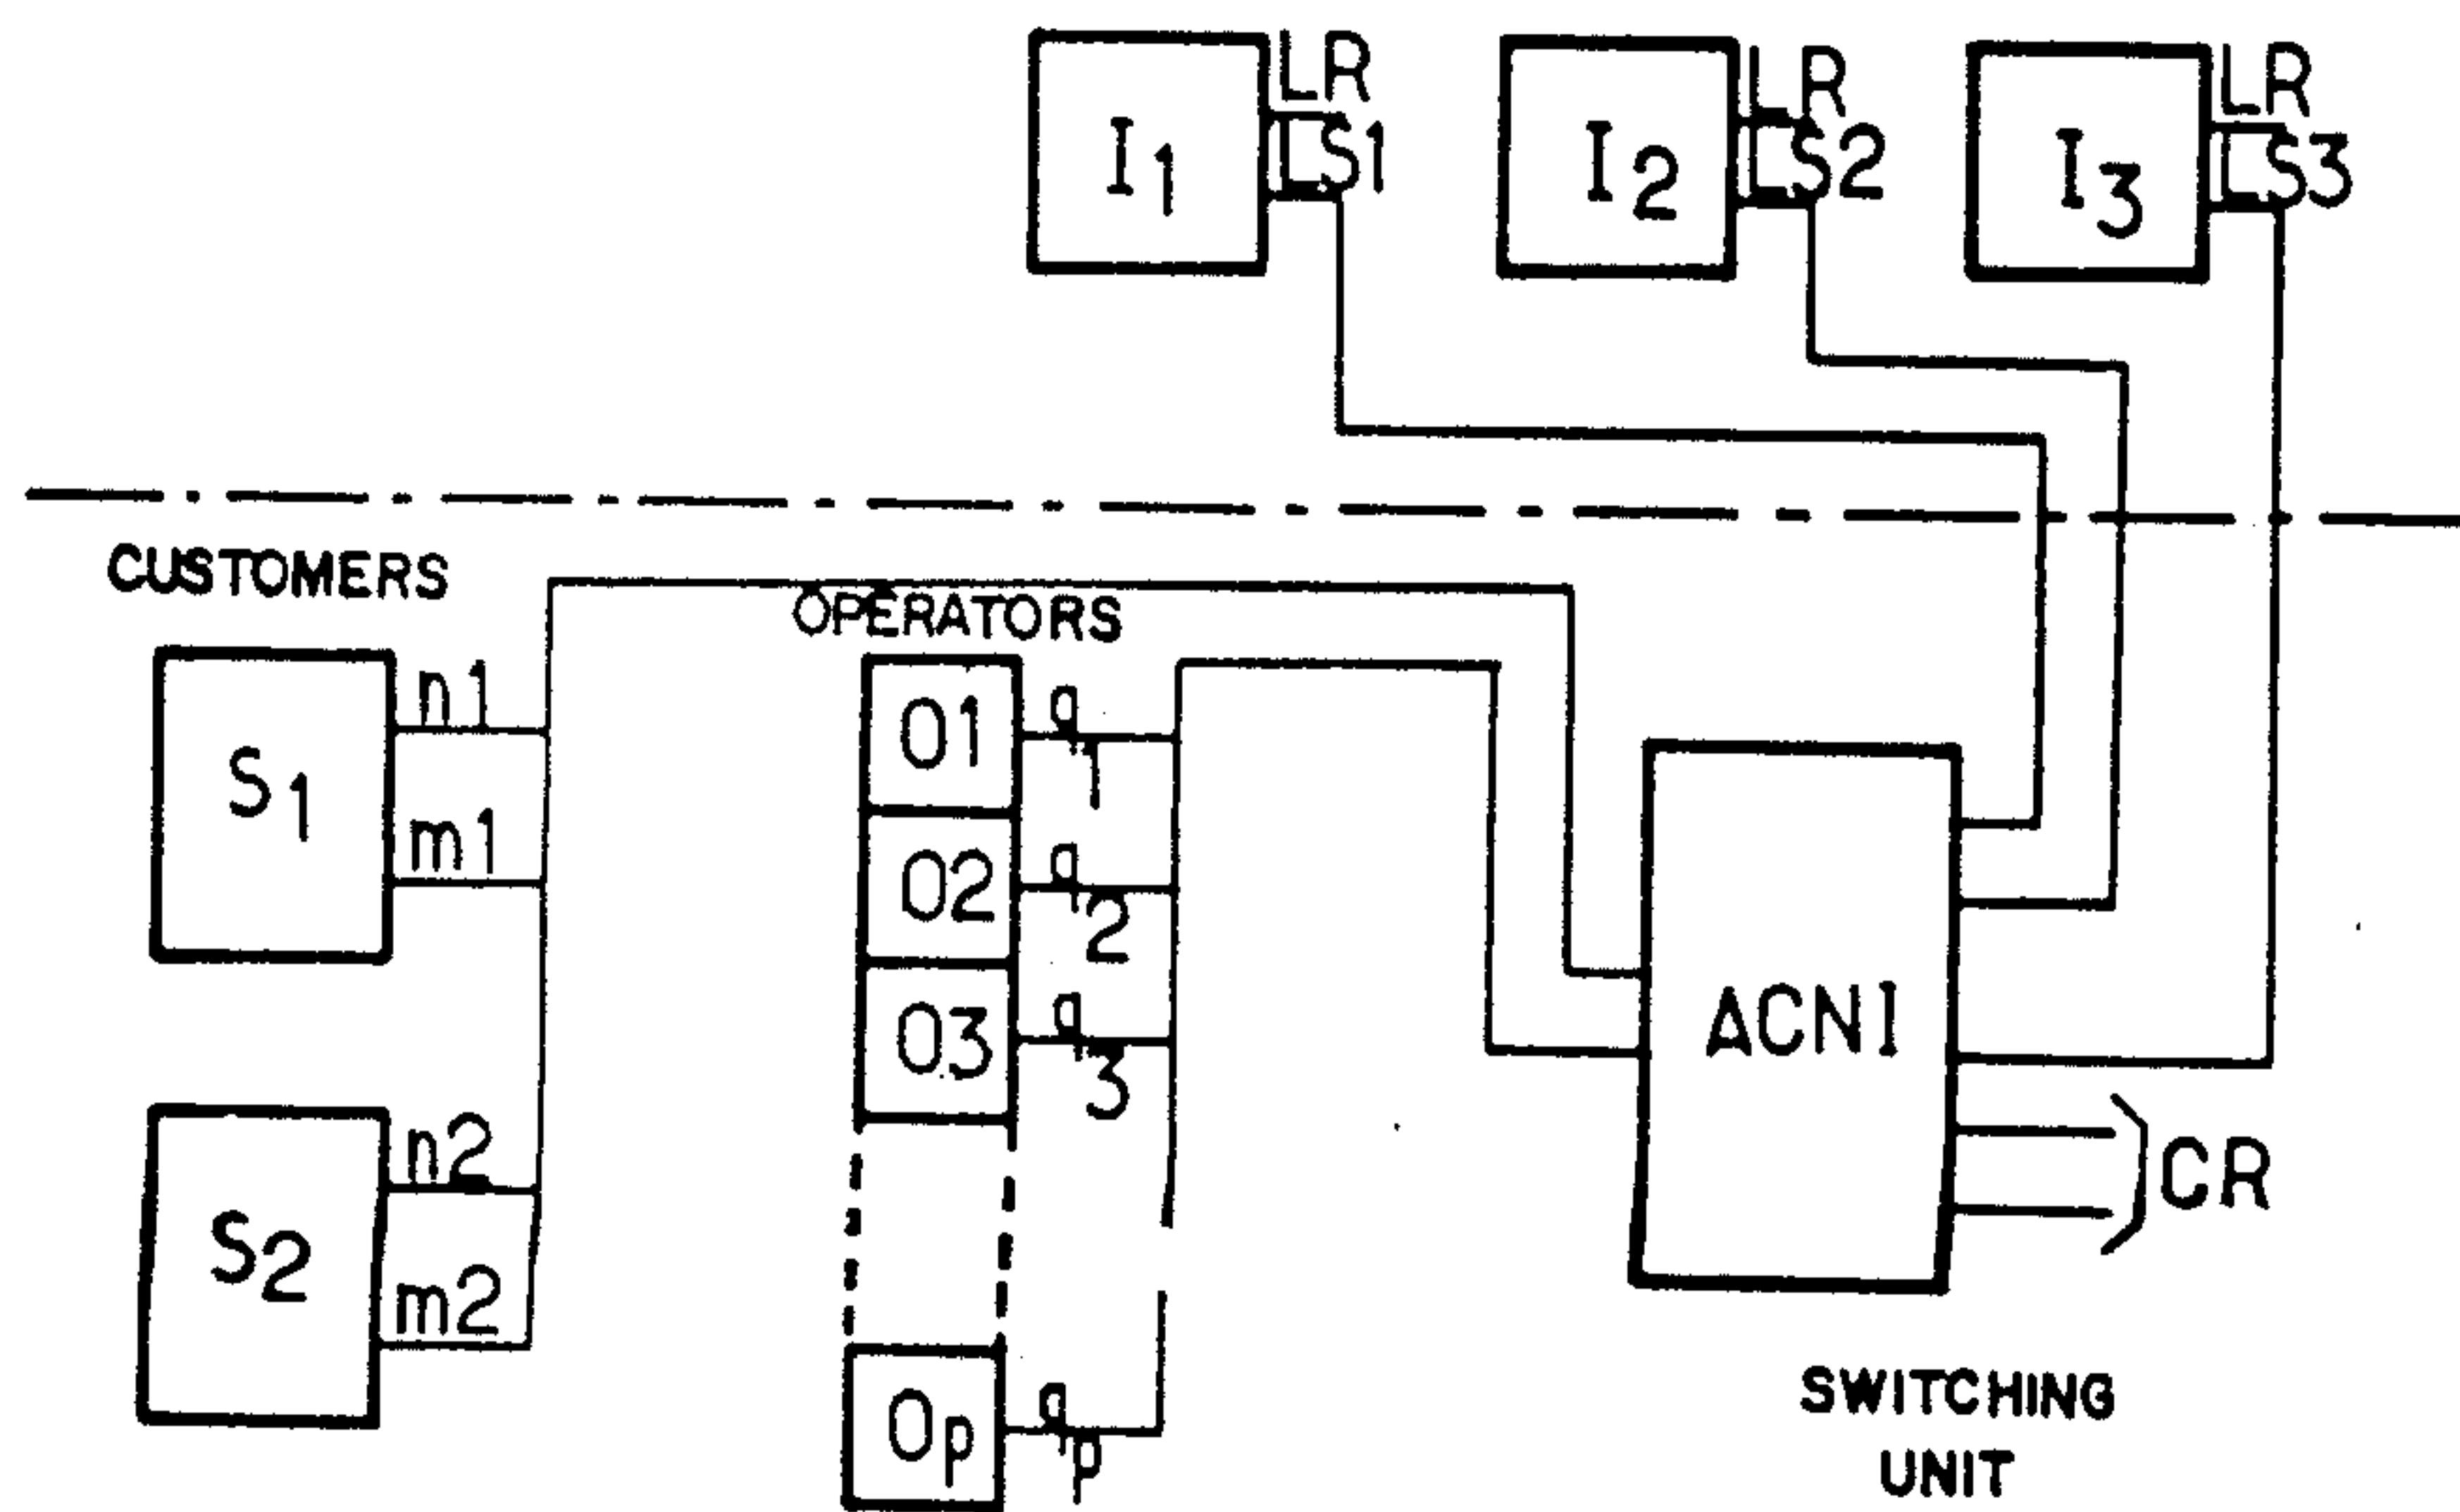 LR
I1
LS1
LR
I2
LS2
LR
I3
LS3
CUSTOMERS
OPERATORS
S1
n1
m1
S2
n2
m2
O1
q1
O2
q2
O3
q3
Op
qp
ACNI
CR
SWITCHING
UNIT